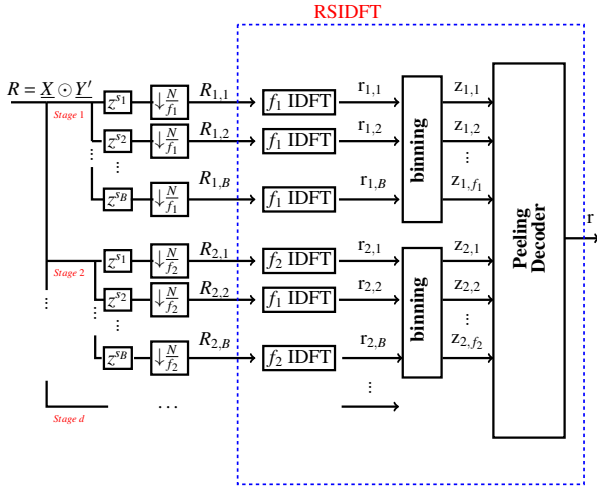 RSIDFT
R = X ⊙ Y′
Stage 1
z^{s_1} ↓N/f_1 R_{1,1} f_1 IDFT r_{1,1} z_{1,1}
z^{s_2} ↓N/f_1 R_{1,2} f_1 IDFT r_{1,2} z_{1,2}
⋮ ⋮ ⋮
z^{s_B} ↓N/f_1 R_{1,B} f_1 IDFT r_{1,B} z_{1,f_1}
binning
Stage 2
z^{s_1} ↓N/f_2 R_{2,1} f_2 IDFT r_{2,1} z_{2,1}
z^{s_2} ↓N/f_2 R_{2,2} f_1 IDFT r_{2,2} z_{2,2}
⋮ ⋮ ⋮ ⋮
z^{s_B} ↓N/f_2 R_{2,B} f_2 IDFT r_{2,B} z_{2,f_2}
binning
⋮
Stage d
⋯
Peeling
Decoder
r